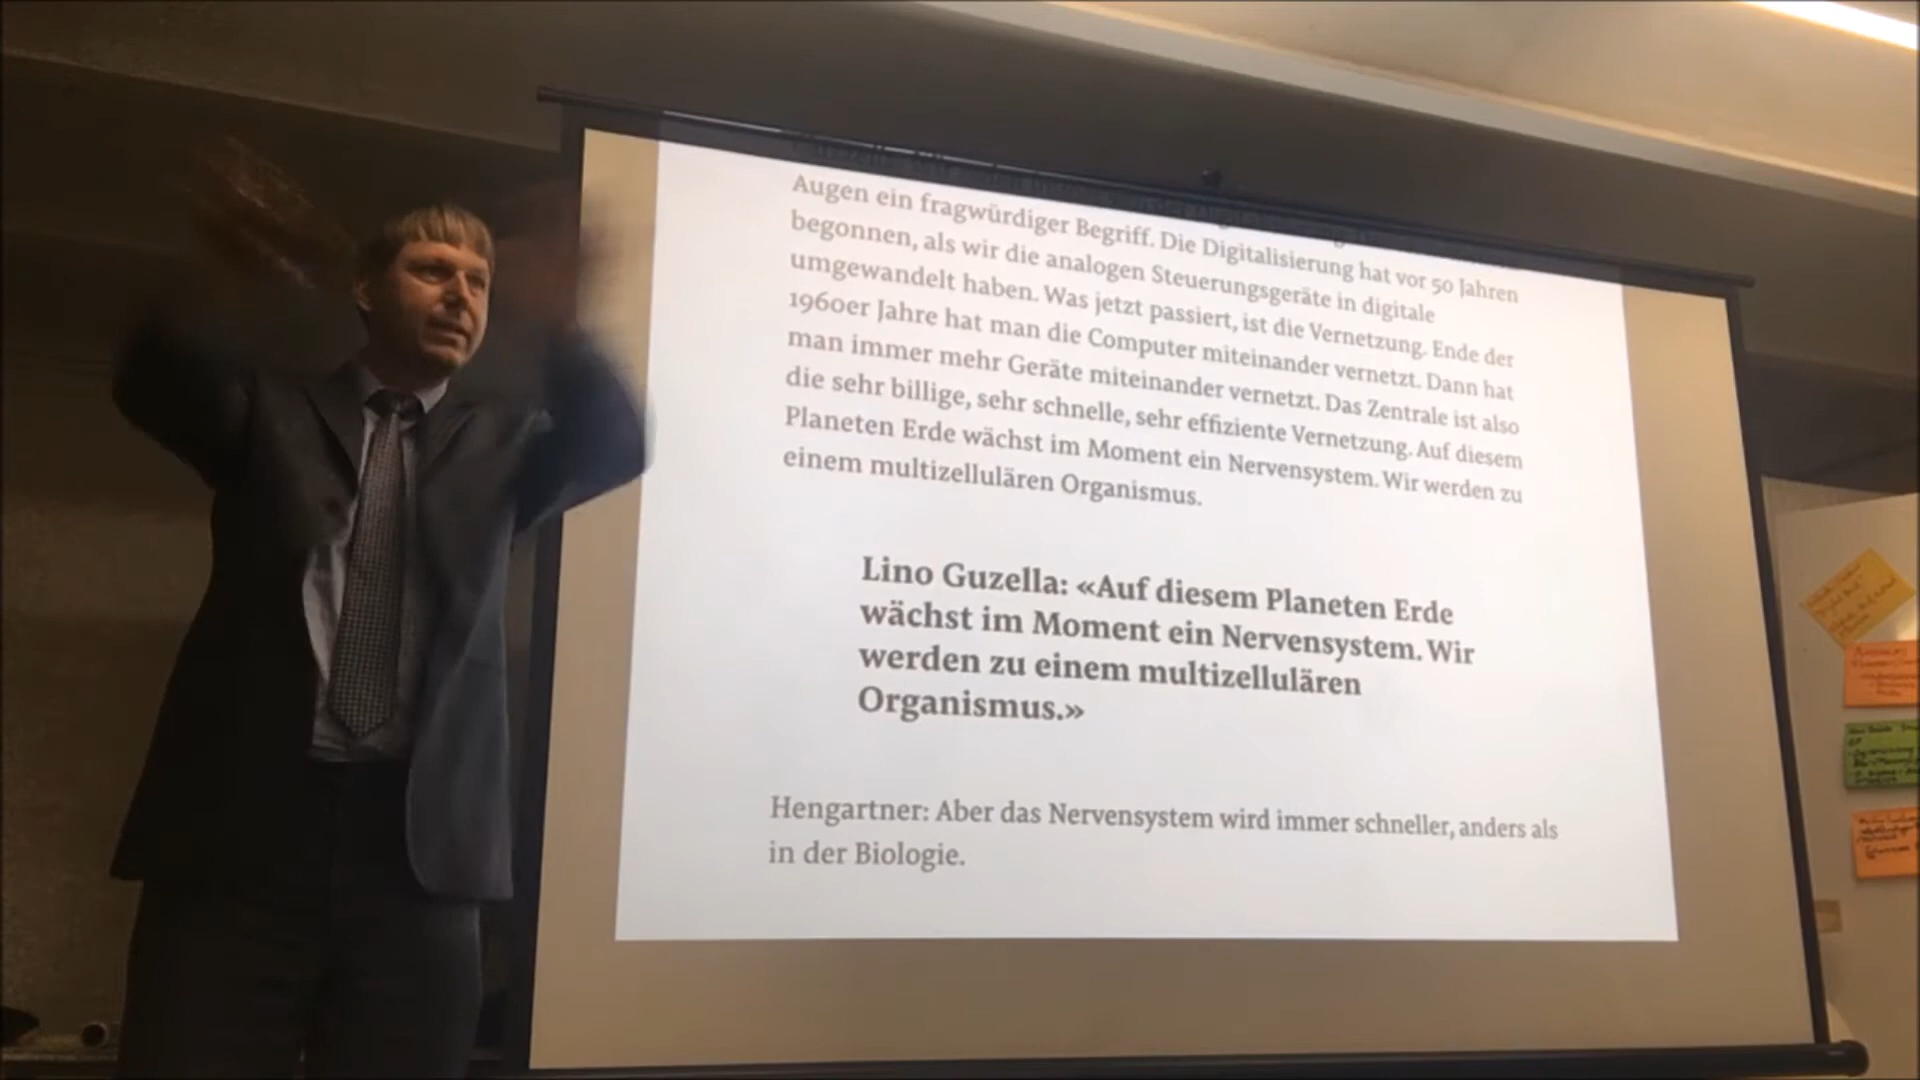 Augen ein fragwürdiger Begriff. Die Digitalisierung hat vor 50 Jahren
begonnen, als wir die analogen Steuerungsgeräte in digitale
umgewandelt haben. Was jetzt passiert, ist die Vernetzung. Ende der
1960er Jahre hat man die Computer miteinander vernetzt. Dann hat
man immer mehr Geräte miteinander vernetzt. Das Zentrale ist also
die sehr billige, sehr schnelle, sehr effiziente Vernetzung. Auf diesem
Planeten Erde wächst im Moment ein Nervensystem. Wir werden zu
einem multizellulären Organismus.
Lino Guzella: «Auf diesem Planeten Erde
wächst im Moment ein Nervensystem. Wir
werden zu einem multizellulären
Organismus.»
Hengartner: Aber das Nervensystem wird immer schneller, anders als
in der Biologie.